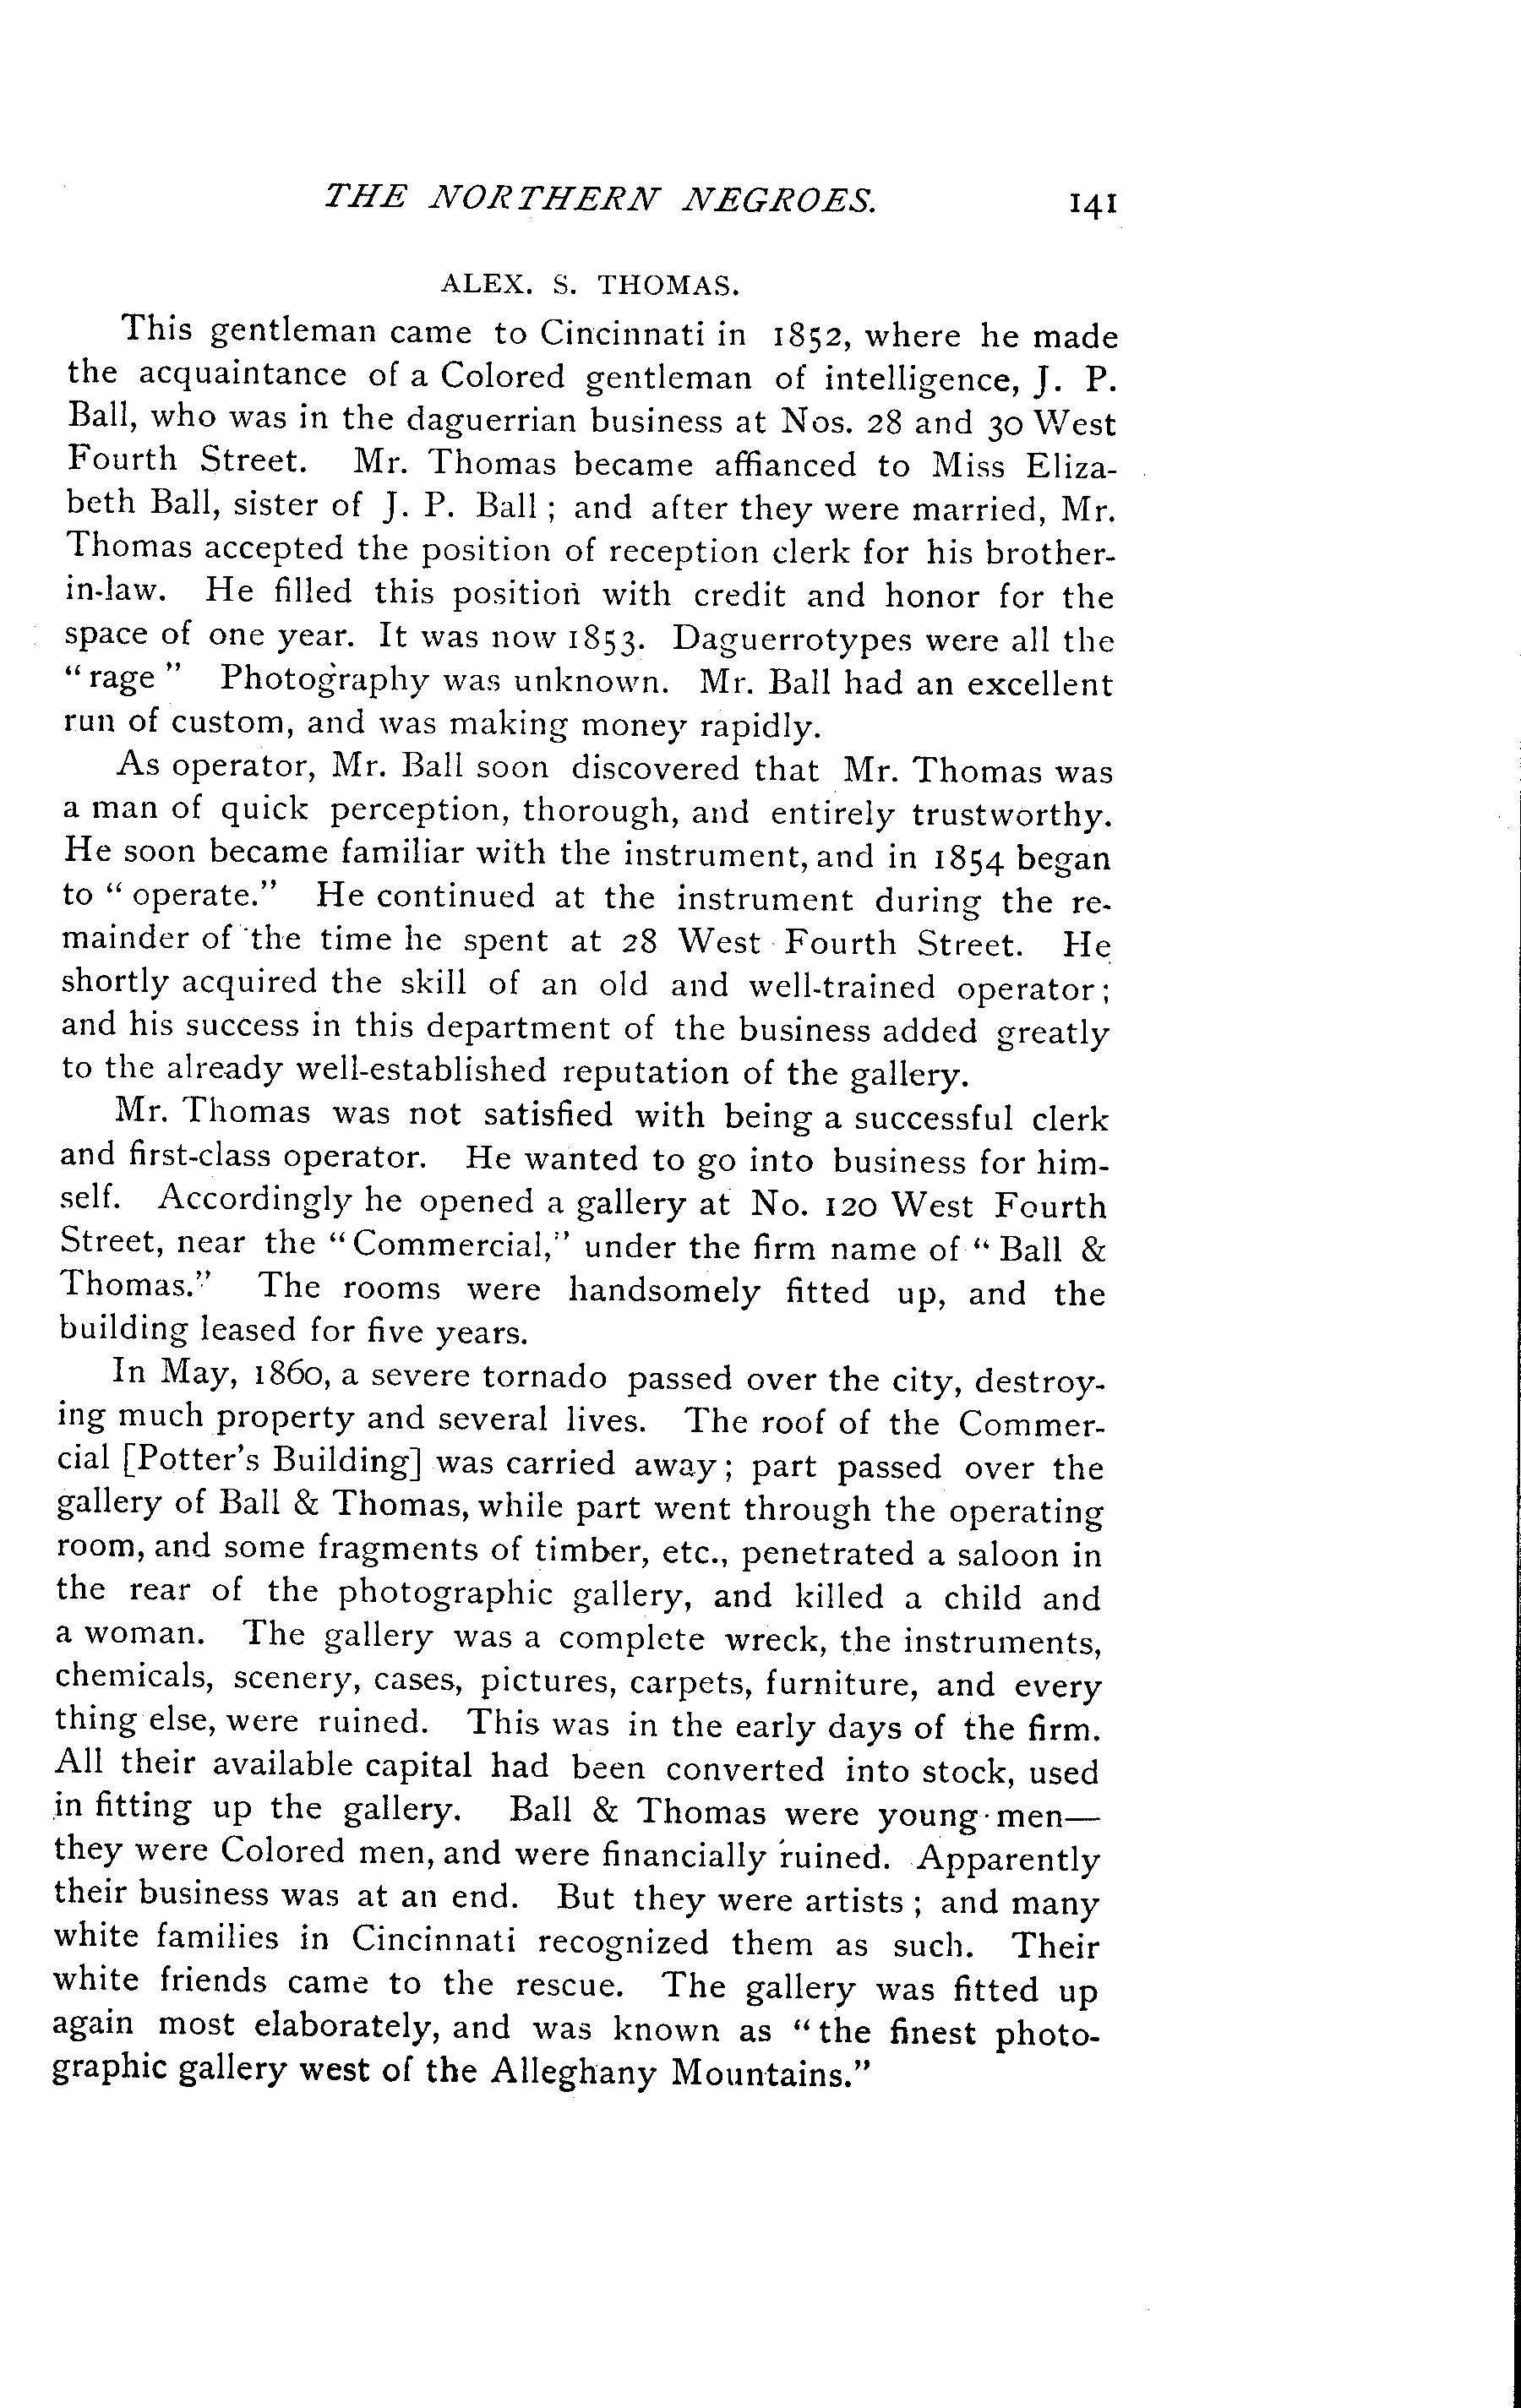 THE NORTHERN NEGROES. 141
ALEX. S. THOMAS.
This gentleman came to Cincinnati in 1852, where he made
the acquaintance of a Colored gentleman of intelligence, J. P.
Ball, who was in the daguerrian business at Nos. 28 and 30 West
Fourth Street. Mr. Thomas became affianced to Miss Eliza-
beth Ball, sister of J. P. Ball; and after they were married, Mr.
Thomas accepted the position of reception clerk for his brother-
in-law. He filled this position with credit and honor for the
space of one year. It was now 1853. Daguerrotypes were all the
"rage" Photography was unknown. Mr. Ball had an excellent
run of custom, and was making money rapidly.
As operator, Mr. Ball soon discovered that Mr. Thomas was
a man of quick perception, thorough, and entirely trustworthy.
He soon became familiar with the instrument, and in 1854 began
to "operate." He continued at the instrument during the re-
mainder of the time he spent at 28 West Fourth Street. He
shortly acquired the skill of an old and well-trained operator;
and his success in this department of the business added greatly
to the already well-established reputation of the gallery.
Mr. Thomas was not satisfied with being a successful clerk
and first-class operator. He wanted to go into business for him-
self. Accordingly he opened a gallery at No. 120 West Fourth
Street, near the "Commercial," under the firm name of "Ball &
Thomas." The rooms were handsomely fitted up, and the
building leased for five years.
In May, 1860, a severe tornado passed over the city, destroy-
ing much property and several lives. The roof of the Commer-
cial [Potter's Building] was carried away; part passed over the
gallery of Ball & Thomas, while part went through the operating
room, and some fragments of timber, etc., penetrated a saloon in
the rear of the photographic gallery, and killed a child and
a woman. The gallery was a complete wreck, the instruments,
chemicals, scenery, cases, pictures, carpets, furniture, and every
thing else, were ruined. This was in the early days of the firm.
All their available capital had been converted into stock, used
in fitting up the gallery. Ball & Thomas were young men—
they were Colored men, and were financially ruined. Apparently
their business was at an end. But they were artists; and many
white families in Cincinnati recognized them as such. Their
white friends came to the rescue. The gallery was fitted up
again most elaborately, and was known as "the finest photo-
graphic gallery west of the Alleghany Mountains."